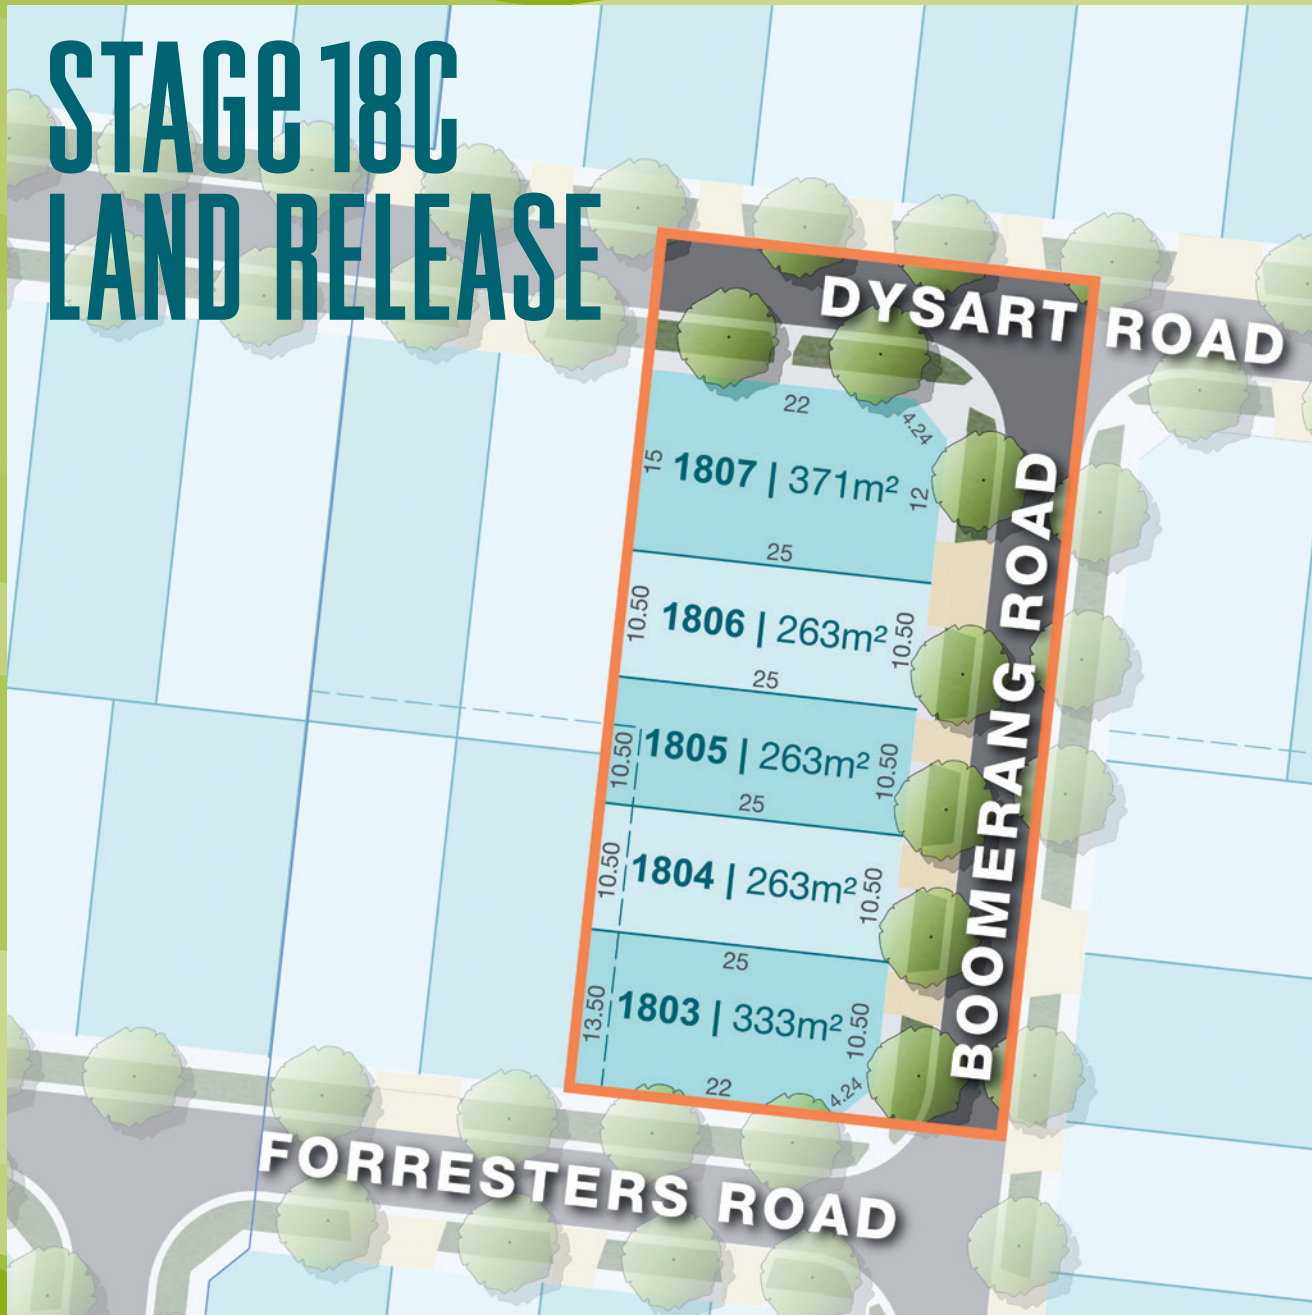 STAGE 18C
LAND RELEASE
DYSART ROAD
22
4.24
15
1807 | 371m²
12
25
10.50
1806 | 263m²
10.50
25
10.50
1805 | 263m²
10.50
25
10.50
1804 | 263m²
10.50
25
13.50
1803 | 333m²
10.50
22
4.24
BOOMERANG ROAD
FORRESTERS ROAD